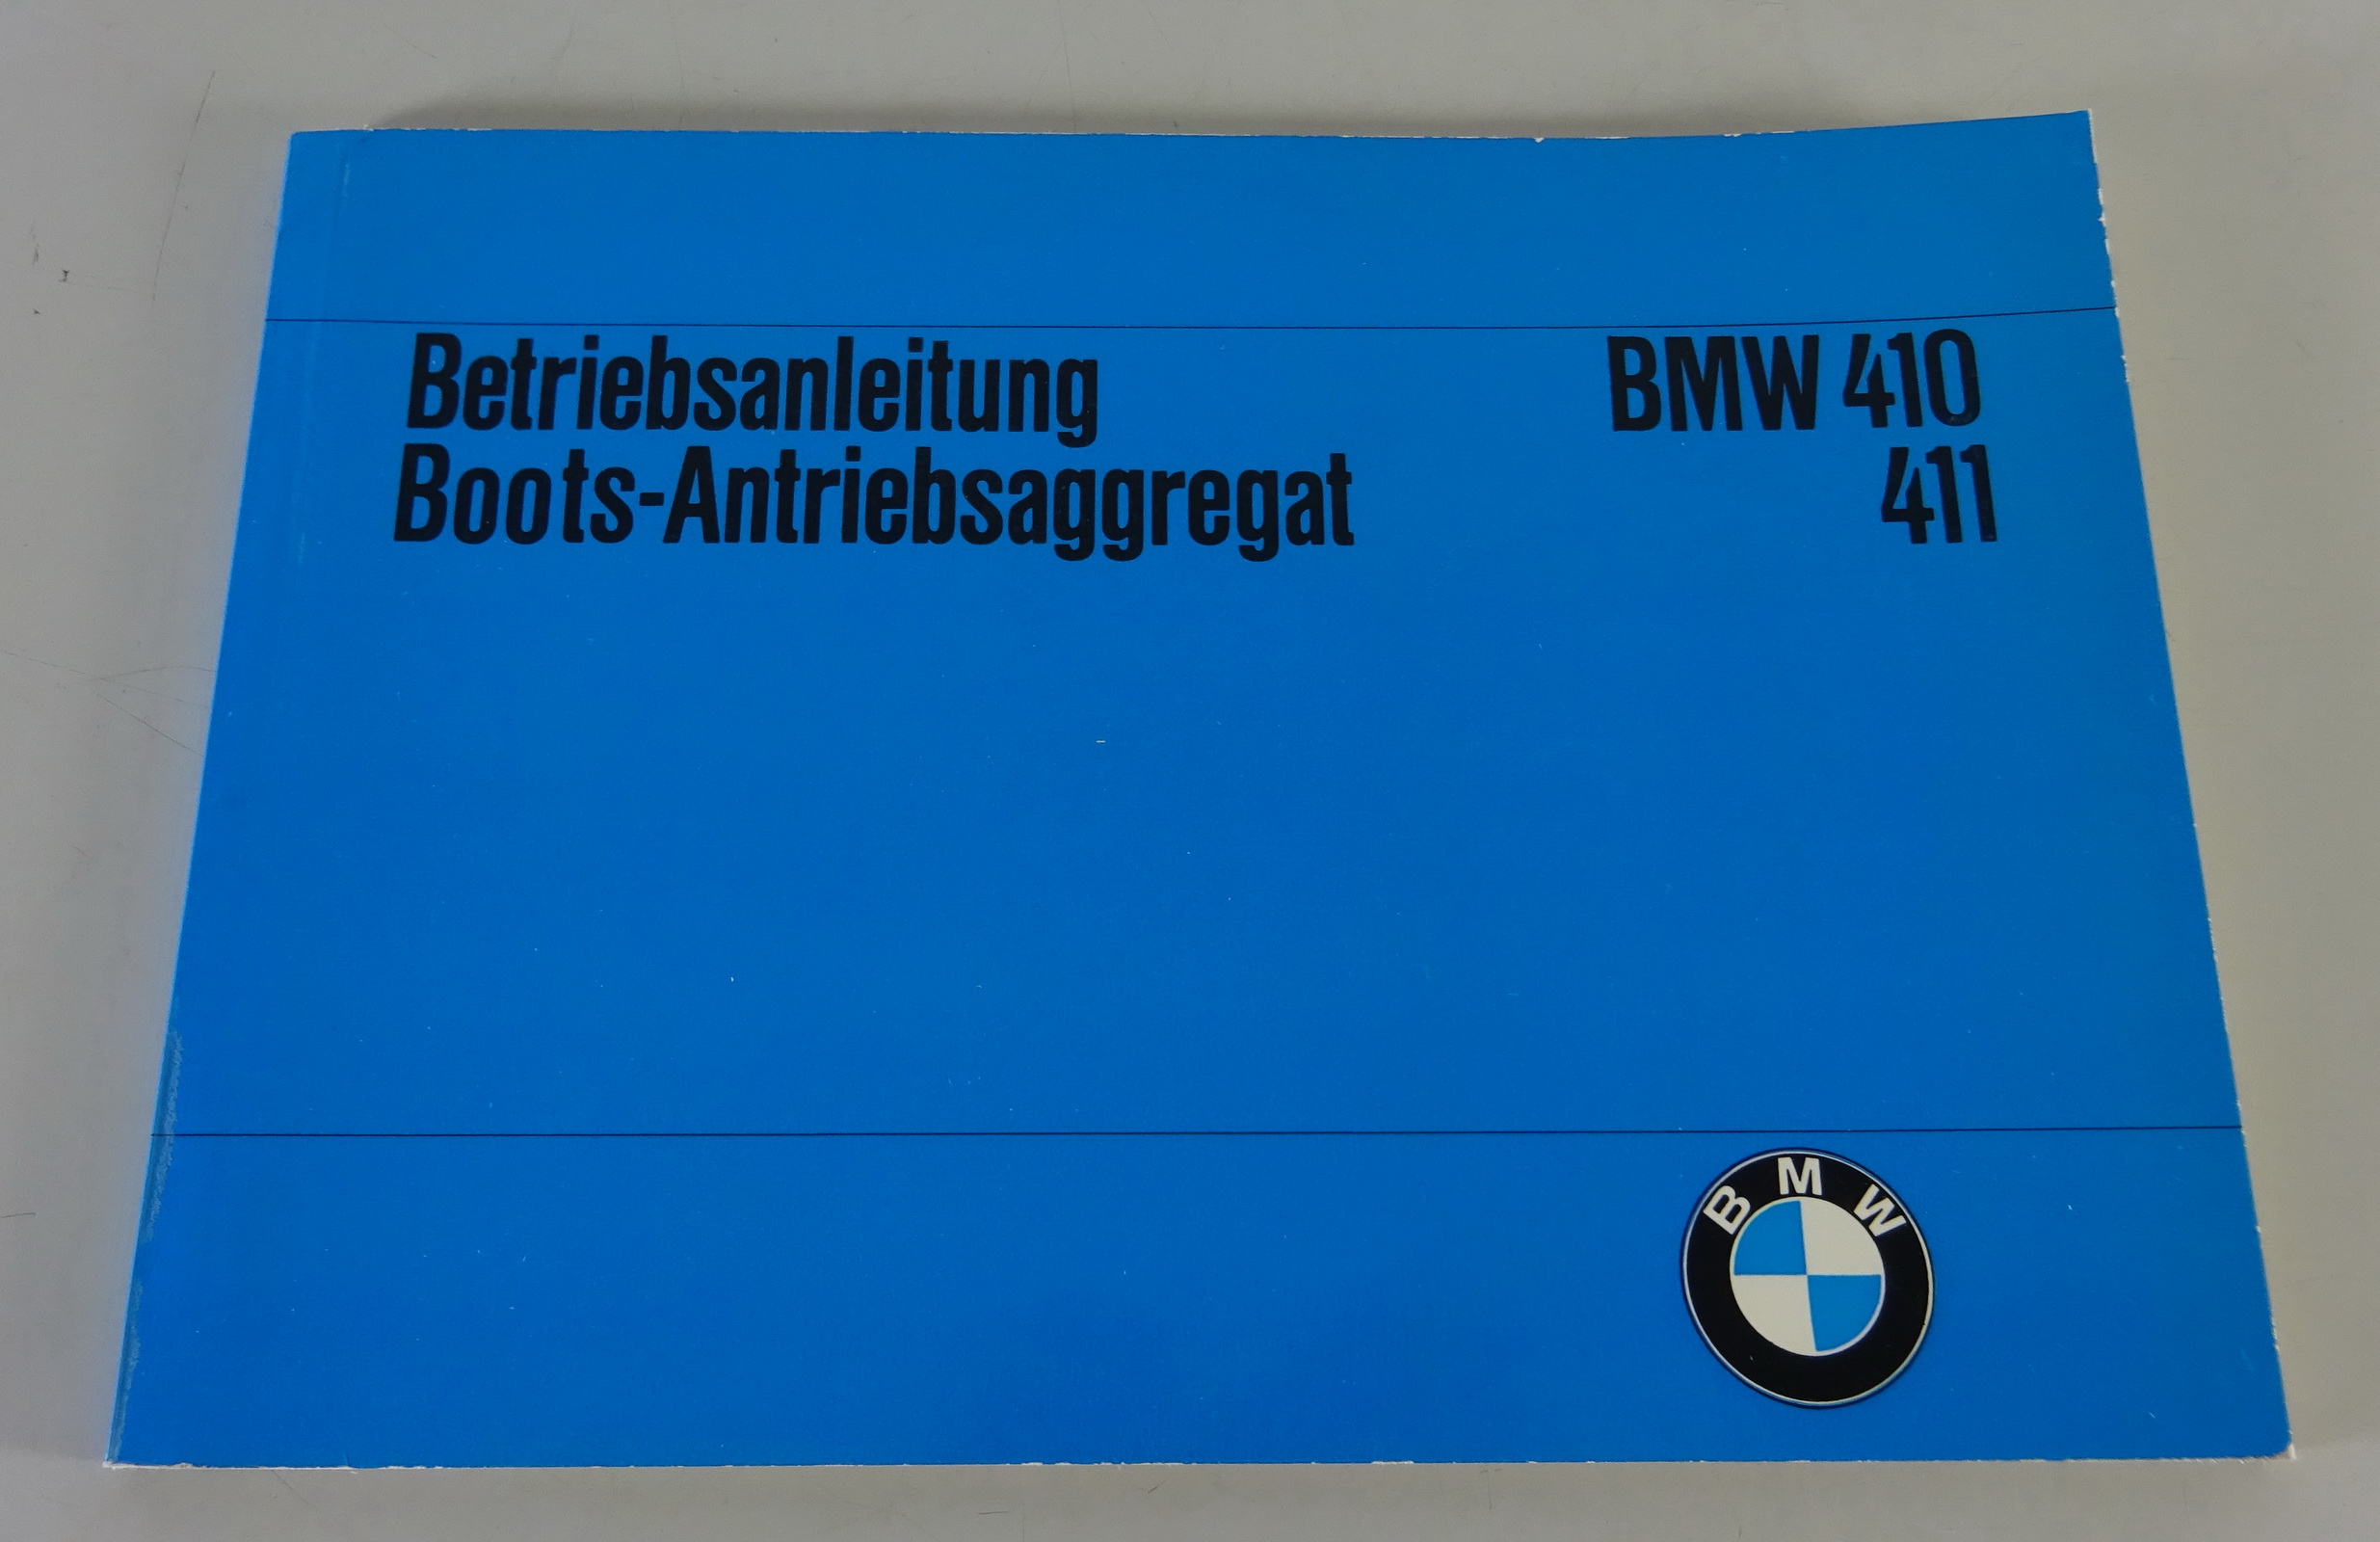 Betriebsanleitung BMW 410
Boots-Antriebsaggregat 411
BMW